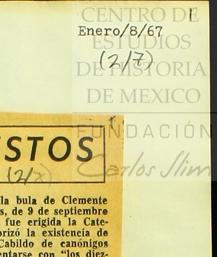 CENTRO DE
Enero/8/67
ESTUDIOS
(2/7)
DE HISTORIA
DE MEXICO
FUNDACIÓN
STOS
Carlos Slim
(2/7)
la bula de Clemente
s, de 9 de septiembre
fue erigida la Cate-
orizó la existencia de
Cabildo de canónigos
entarse con "los diez-